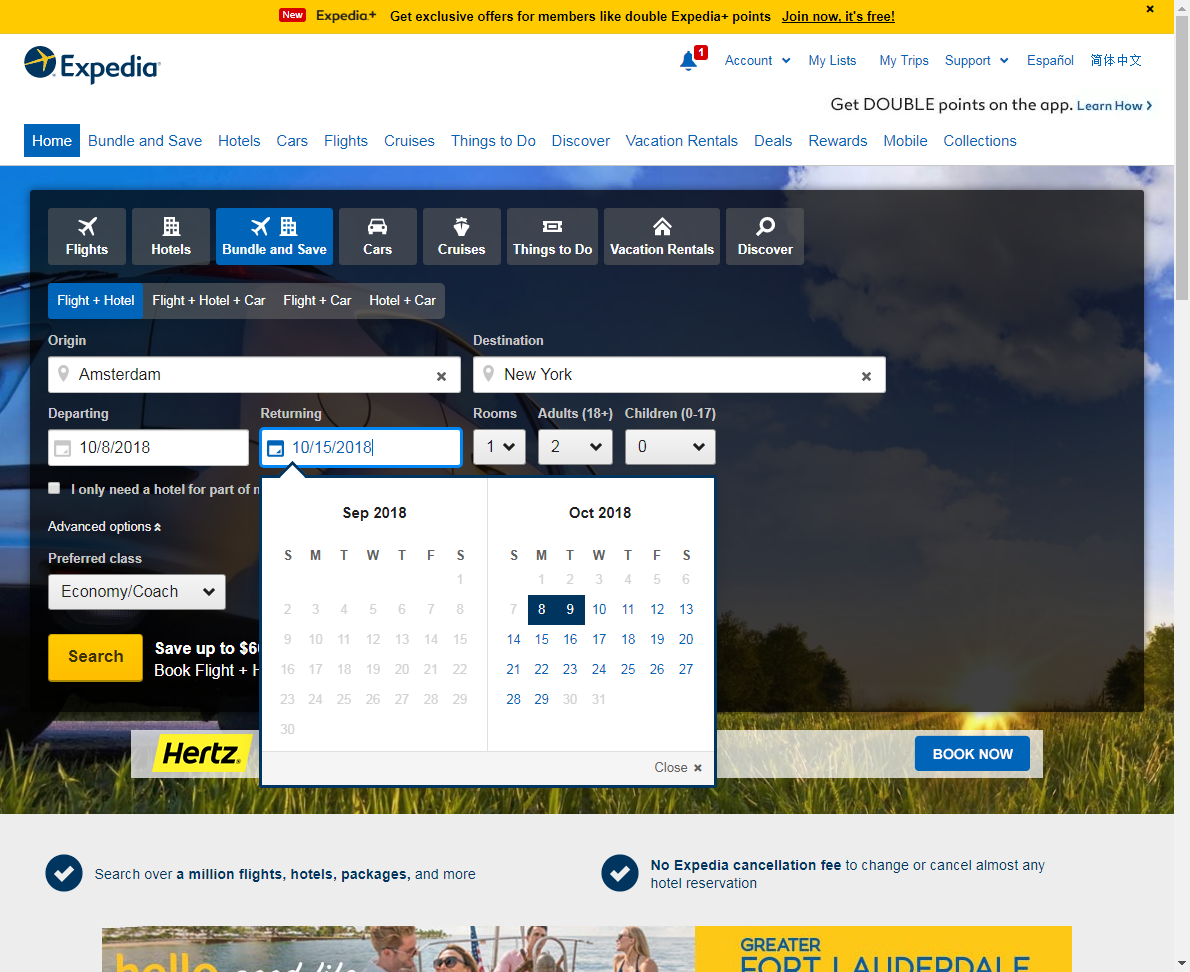 New Expedia+ Get exclusive offers for members like double Expedia+ points Join now, it's free!
Expedia
1 Account My Lists My Trips Support Español 简体中文
Get DOUBLE points on the app. Learn How
Home Bundle and Save Hotels Cars Flights Cruises Things to Do Discover Vacation Rentals Deals Rewards Mobile Collections
Flights Hotels Bundle and Save Cars Cruises Things to Do Vacation Rentals Discover
Flight + Hotel Flight + Hotel + Car Flight + Car Hotel + Car
Origin Destination
Amsterdam New York
Departing Returning Rooms Adults (18+) Children (0-17)
10/8/2018 10/15/2018 1 2 0
I only need a hotel for part of
Advanced options
Preferred class
Economy/Coach
Search
Save up to $6
Book Flight + H
Sep 2018
S M T W T F S
1
2 3 4 5 6 7 8
9 10 11 12 13 14 15
16 17 18 19 20 21 22
23 24 25 26 27 28 29
30
Oct 2018
S M T W T F S
1 2 3 4 5 6
7 8 9 10 11 12 13
14 15 16 17 18 19 20
21 22 23 24 25 26 27
28 29 30 31
Close
Hertz.
BOOK NOW
Search over a million flights, hotels, packages, and more
No Expedia cancellation fee to change or cancel almost any
hotel reservation
hello good life
GREATER
FORT LAUDERDALE